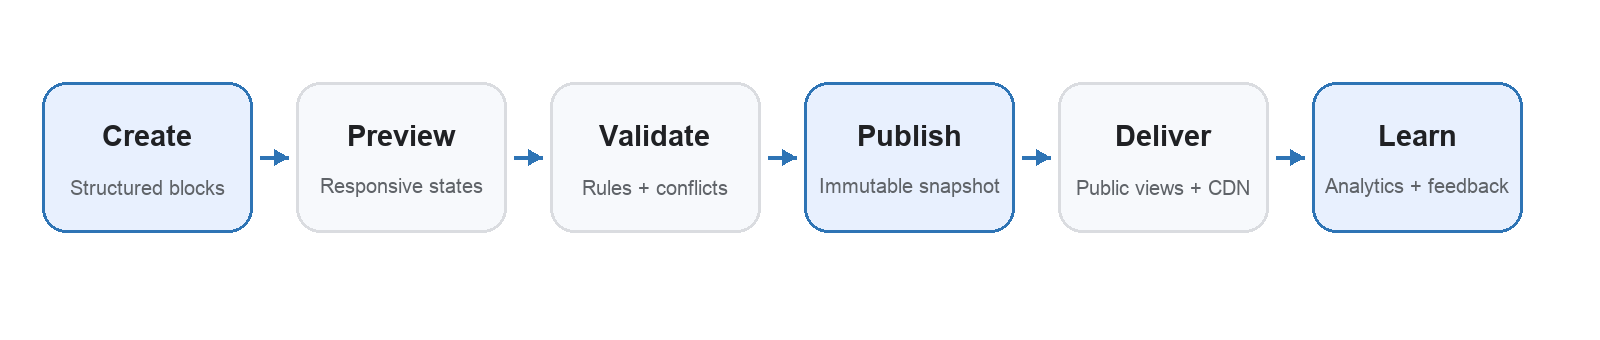 Create
Structured blocks
Preview
Responsive states
Validate
Rules + conflicts
Publish
Immutable snapshot
Deliver
Public views + CDN
Learn
Analytics + feedback